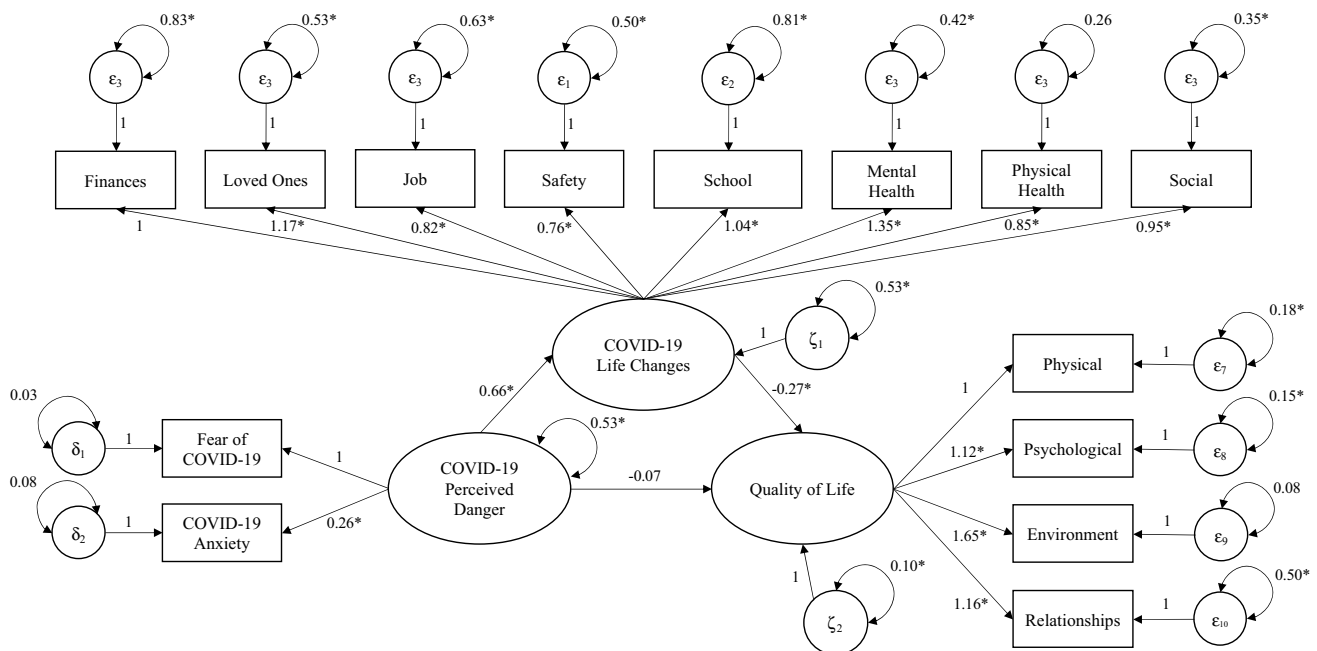 0.83*
0.53*
0.63*
0.50*
0.81*
0.42*
0.26
0.35*
ε3
ε3
ε3
ε1
ε2
ε3
ε3
ε3
1
1
1
1
1
1
1
1
Finances
Loved Ones
Job
Safety
School
Mental
Health
Physical
Health
Social
1
1.17*
0.82*
0.76*
1.04*
1.35*
0.85*
0.95*
COVID-19
Life Changes
1
ζ1
0.53*
0.66*
-0.27*
0.03
δ1
1
Fear of
COVID-19
1
0.08
δ2
1
COVID-19
Anxiety
0.26*
COVID-19
Perceived
Danger
0.53*
-0.07
Quality of Life
1
ζ2
0.10*
1
Physical
1
ε7
0.18*
1.12*
Psychological
1
ε8
0.15*
1.65*
Environment
1
ε9
0.08
1.16*
Relationships
1
ε10
0.50*